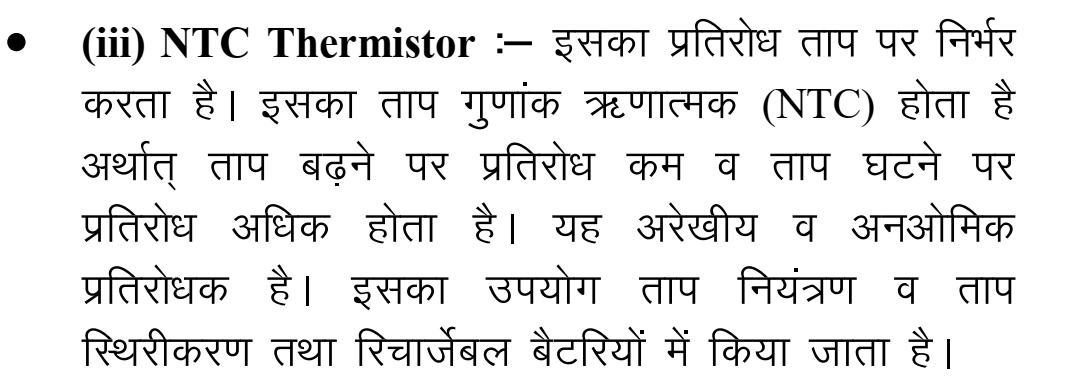 • (iii) NTC Thermistor :– इसका प्रतिरोध ताप पर निर्भर
करता है। इसका ताप गुणांक ऋणात्मक (NTC) होता है
अर्थात् ताप बढ़ने पर प्रतिरोध कम व ताप घटने पर
प्रतिरोध अधिक होता है। यह अरेखीय व अनओमिक
प्रतिरोधक है। इसका उपयोग ताप नियंत्रण व ताप
स्थिरीकरण तथा रिचार्जेबल बैटरियों में किया जाता है।